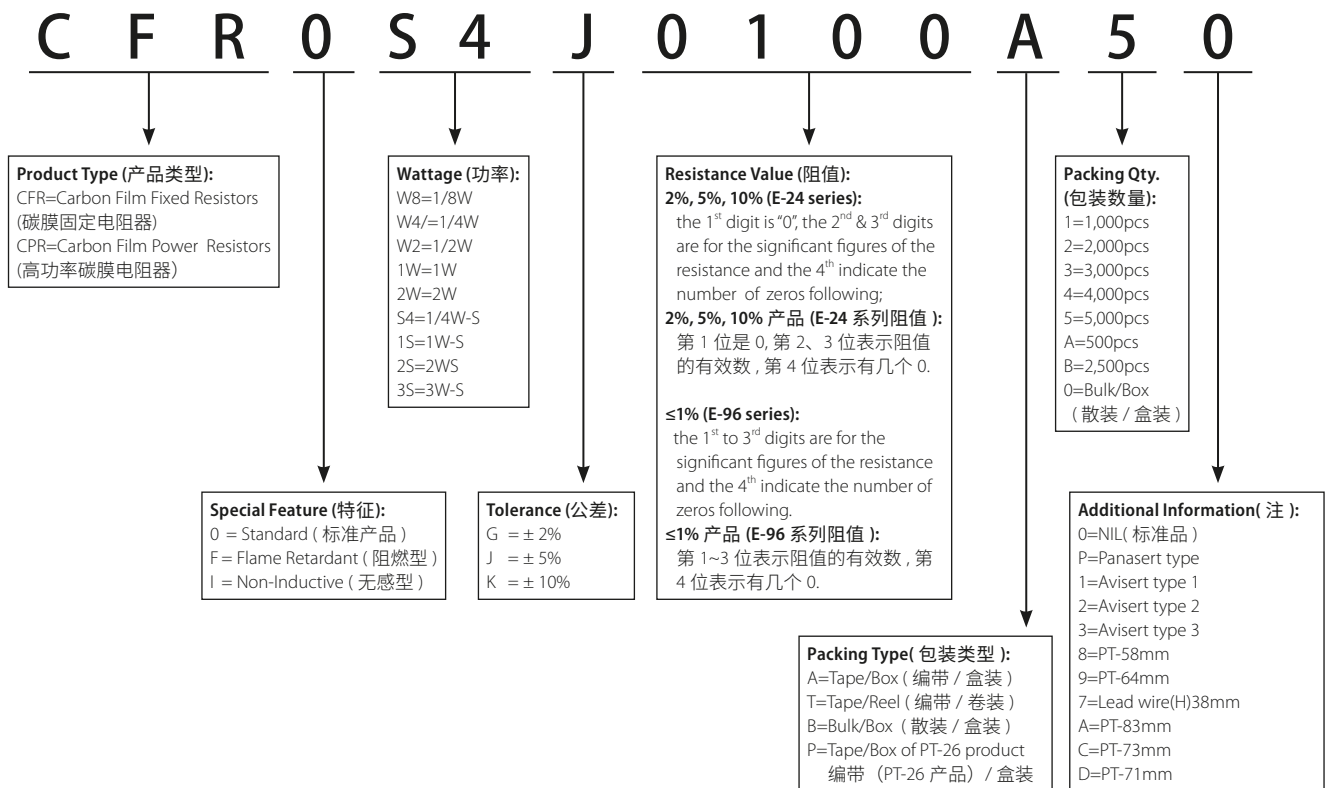 C F R 0 S 4 J 0 1 0 0 A 5 0
Product Type (产品类型):
CFR=Carbon Film Fixed Resistors
(碳膜固定电阻器)
CPR=Carbon Film Power Resistors
(高功率碳膜电阻器）
Wattage (功率):
W8=1/8W
W4/=1/4W
W2=1/2W
1W=1W
2W=2W
S4=1/4W-S
1S=1W-S
2S=2WS
3S=3W-S
Resistance Value (阻值):
2%, 5%, 10% (E-24 series):
the 1st digit is “0”, the 2nd & 3rd digits
are for the significant figures of the
resistance and the 4th indicate the
number of zeros following;
2%, 5%, 10% 产品 (E-24 系列阻值 ):
第 1 位是 0, 第 2、3 位表示阻值
的有效数 , 第 4 位表示有几个 0.
≤1% (E-96 series):
the 1st to 3rd digits are for the
significant figures of the resistance
and the 4th indicate the number of
zeros following.
≤1% 产品 (E-96 系列阻值 ):
第 1~3 位表示阻值的有效数 , 第
4 位表示有几个 0.
Packing Qty.
(包装数量):
1=1,000pcs
2=2,000pcs
3=3,000pcs
4=4,000pcs
5=5,000pcs
A=500pcs
B=2,500pcs
0=Bulk/Box
（ 散装 / 盒装 ）
Special Feature (特征):
0 = Standard ( 标准产品 )
F = Flame Retardant ( 阻燃型 )
I = Non-Inductive ( 无感型 )
Tolerance (公差):
G = ± 2%
J = ± 5%
K = ± 10%
Packing Type( 包装类型 ):
A=Tape/Box ( 编带 / 盒装 )
T=Tape/Reel ( 编带 / 卷装 )
B=Bulk/Box ( 散装 / 盒装 )
P=Tape/Box of PT-26 product
编带（PT-26 产品）/ 盒装
Additional Information( 注 ):
0=NIL( 标准品 )
P=Panasert type
1=Avisert type 1
2=Avisert type 2
3=Avisert type 3
8=PT-58mm
9=PT-64mm
7=Lead wire(H)38mm
A=PT-83mm
C=PT-73mm
D=PT-71mm